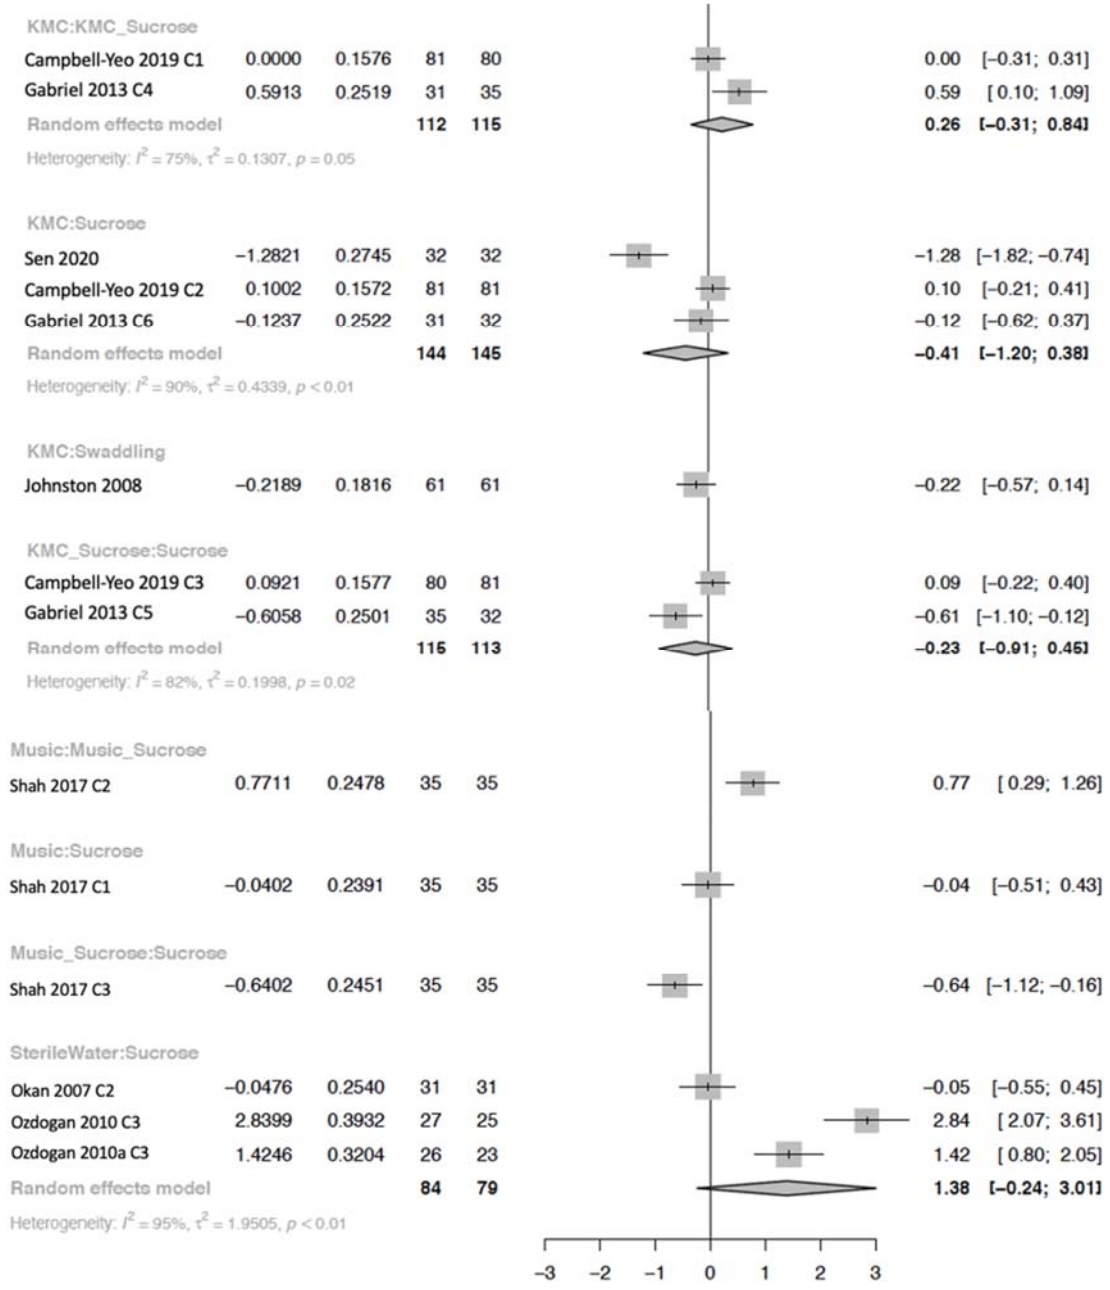 KMC:KMC_Sucrose
Campbell-Yeo 2019 C1 0.0000 0.1576 81 80 0.00 [−0.31; 0.31]
Gabriel 2013 C4 0.5913 0.2519 31 35 0.59 [ 0.10; 1.09]
Random effects model 112 115 0.26 [−0.31; 0.84]
Heterogeneity: I² = 75%, τ² = 0.1307, p = 0.05
KMC:Sucrose
Sen 2020 −1.2821 0.2745 32 32 −1.28 [−1.82; −0.74]
Campbell-Yeo 2019 C2 0.1002 0.1572 81 81 0.10 [−0.21; 0.41]
Gabriel 2013 C6 −0.1237 0.2522 31 32 −0.12 [−0.62; 0.37]
Random effects model 144 145 −0.41 [−1.20; 0.38]
Heterogeneity: I² = 90%, τ² = 0.4339, p < 0.01
KMC:Swaddling
Johnston 2008 −0.2189 0.1816 61 61 −0.22 [−0.57; 0.14]
KMC_Sucrose:Sucrose
Campbell-Yeo 2019 C3 0.0921 0.1577 80 81 0.09 [−0.22; 0.40]
Gabriel 2013 C5 −0.6058 0.2501 35 32 −0.61 [−1.10; −0.12]
Random effects model 115 113 −0.23 [−0.91; 0.45]
Heterogeneity: I² = 82%, τ² = 0.1998, p = 0.02
Music:Music_Sucrose
Shah 2017 C2 0.7711 0.2478 35 35 0.77 [ 0.29; 1.26]
Music:Sucrose
Shah 2017 C1 −0.0402 0.2391 35 35 −0.04 [−0.51; 0.43]
Music_Sucrose:Sucrose
Shah 2017 C3 −0.6402 0.2451 35 35 −0.64 [−1.12; −0.16]
SterileWater:Sucrose
Okan 2007 C2 −0.0476 0.2540 31 31 −0.05 [−0.55; 0.45]
Ozdogan 2010 C3 2.8399 0.3932 27 25 2.84 [ 2.07; 3.61]
Ozdogan 2010a C3 1.4246 0.3204 26 23 1.42 [ 0.80; 2.05]
Random effects model 84 79 1.38 [−0.24; 3.01]
Heterogeneity: I² = 95%, τ² = 1.9505, p < 0.01
−3 −2 −1 0 1 2 3